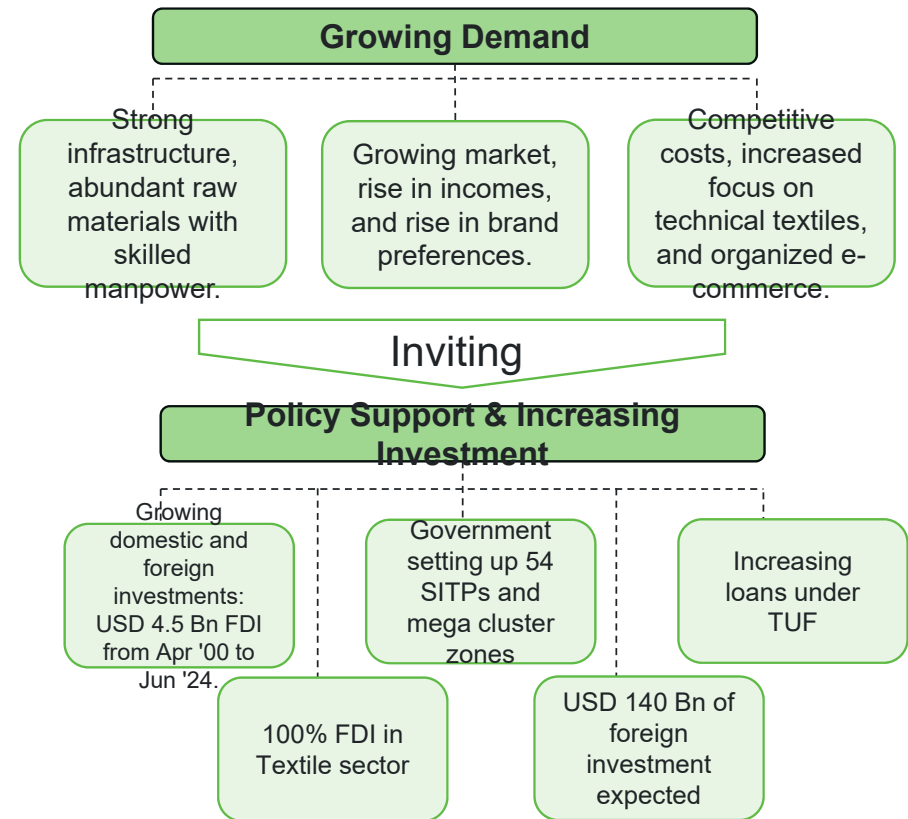 Growing Demand
Strong
infrastructure,
abundant raw
materials with
skilled
manpower.
Growing market,
rise in incomes,
and rise in brand
preferences.
Competitive
costs, increased
focus on
technical textiles,
and organized e-
commerce.
Inviting
Policy Support & Increasing
Investment
Growing
domestic and
foreign
investments:
USD 4.5 Bn FDI
from Apr '00 to
Jun '24.
100% FDI in
Textile sector
Government
setting up 54
SITPs and
mega cluster
zones
USD 140 Bn of
foreign
investment
expected
Increasing
loans under
TUF